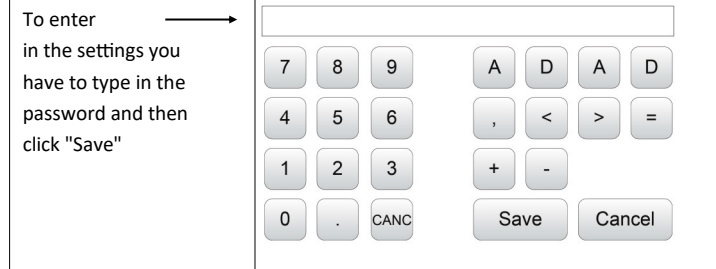 To enter
in the settings you
have to type in the
password and then
click "Save"
7 8 9 A D A D
4 5 6 , < > =
1 2 3 + -
0 . CANC Save Cancel